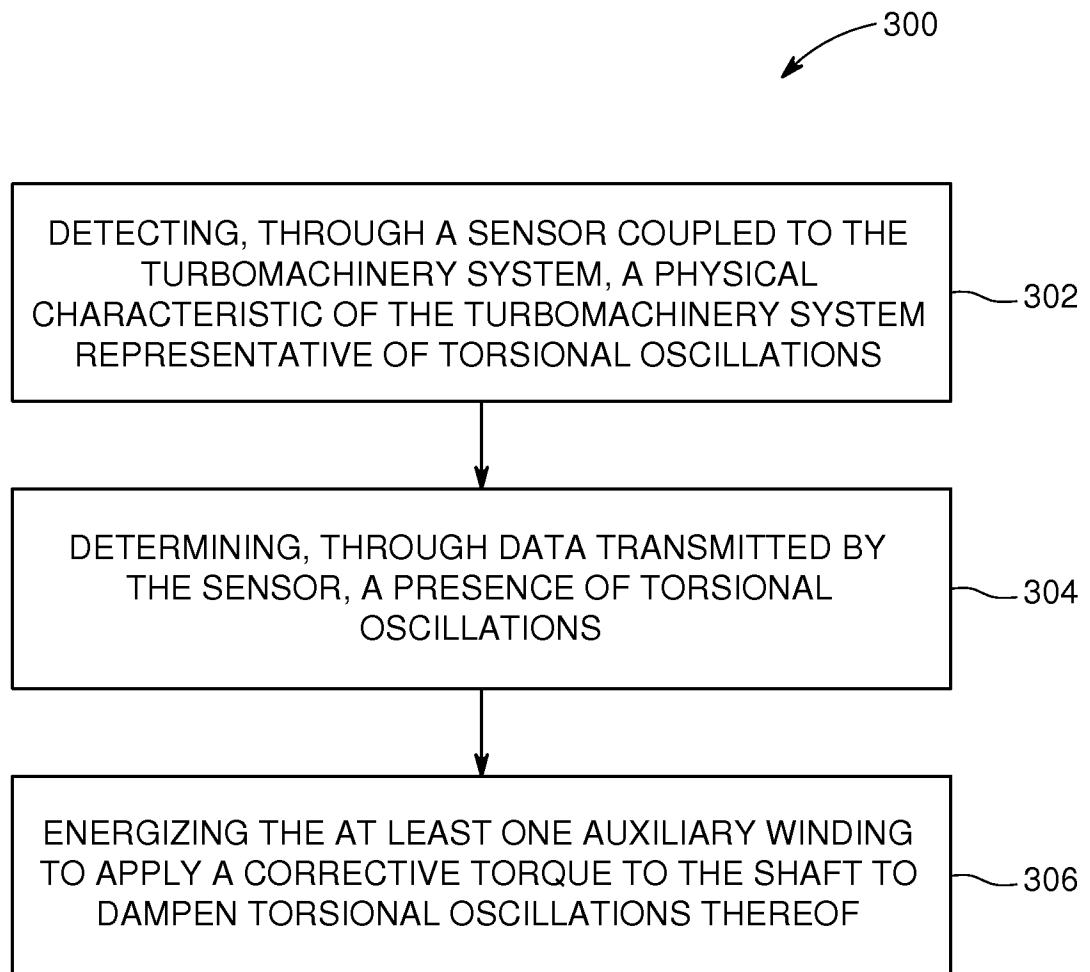 300
DETECTING, THROUGH A SENSOR COUPLED TO THE
TURBOMACHINERY SYSTEM, A PHYSICAL
CHARACTERISTIC OF THE TURBOMACHINERY SYSTEM
REPRESENTATIVE OF TORSIONAL OSCILLATIONS
302
DETERMINING, THROUGH DATA TRANSMITTED BY
THE SENSOR, A PRESENCE OF TORSIONAL
OSCILLATIONS
304
ENERGIZING THE AT LEAST ONE AUXILIARY WINDING
TO APPLY A CORRECTIVE TORQUE TO THE SHAFT TO
DAMPEN TORSIONAL OSCILLATIONS THEREOF
306